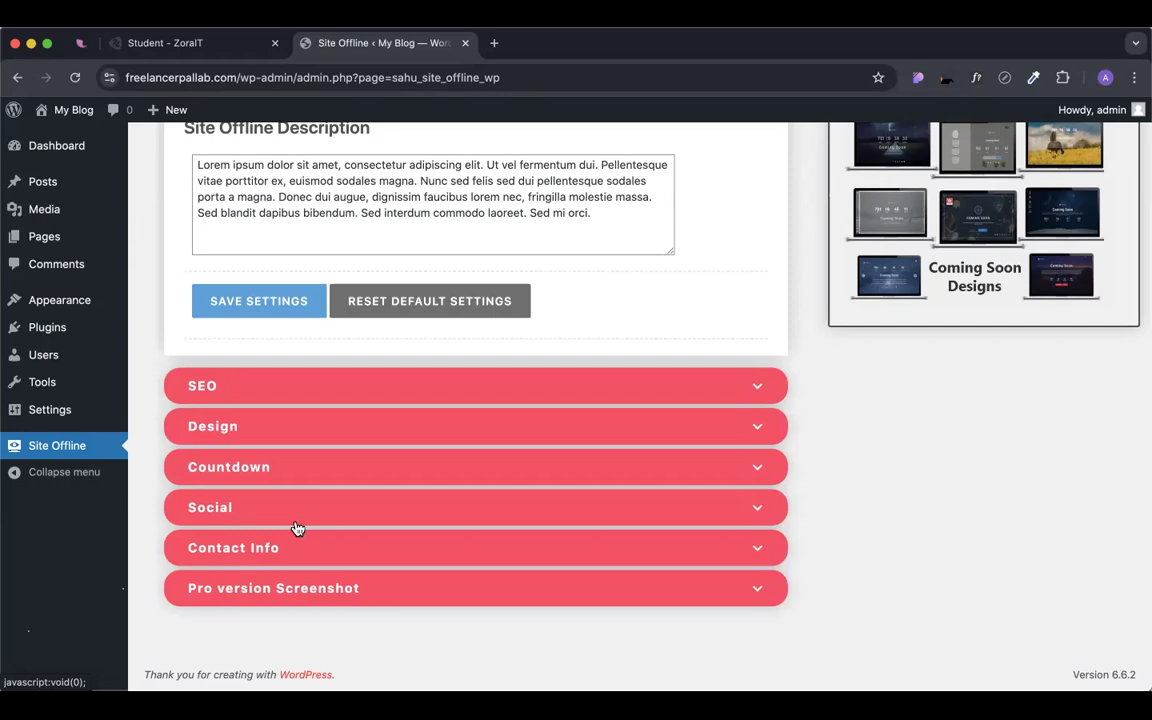 Student - ZoraIT
Site Offline ‹ My Blog — Worc
freelancerpallab.com/wp-admin/admin.php?page=sahu_site_offline_wp
f?
A
My Blog
0
New
Howdy, admin
Dashboard
Posts
Media
Pages
Comments
Appearance
Plugins
Users
Tools
Settings
Site Offline
Collapse menu
Site Offline Description
Lorem ipsum dolor sit amet, consectetur adipiscing elit. Ut vel fermentum dui. Pellentesque
vitae porttitor ex, euismod sodales magna. Nunc sed felis sed dui pellentesque sodales
porta a magna. Donec dui augue, dignissim faucibus lorem nec, fringilla molestie massa.
Sed blandit dapibus bibendum. Sed interdum commodo laoreet. Sed mi orci.
SAVE SETTINGS
RESET DEFAULT SETTINGS
SEO
Design
Countdown
Social
Contact Info
Pro version Screenshot
Coming Soon
Designs
Thank you for creating with WordPress.
Version 6.6.2
javascript:void(0);